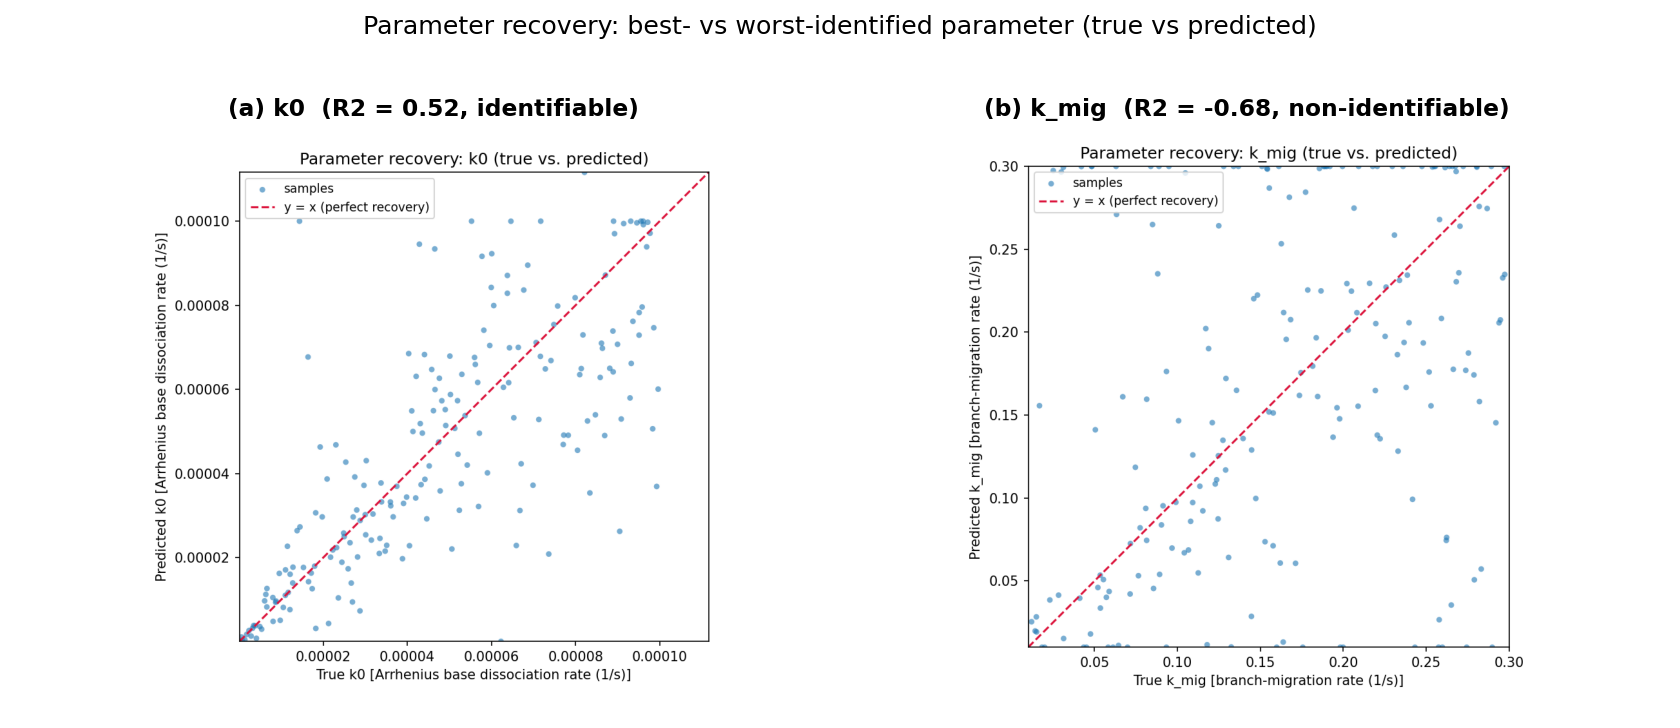 Parameter recovery: best- vs worst-identified parameter (true vs predicted)
(a) k0 (R2 = 0.52, identifiable)
Parameter recovery: k0 (true vs. predicted)
samples
y = x (perfect recovery)
0.00010
0.00008
0.00006
0.00004
0.00002
Predicted k0 [Arrhenius base dissociation rate (1/s)]
0.00002 0.00004 0.00006 0.00008 0.00010
True k0 [Arrhenius base dissociation rate (1/s)]
(b) k_mig (R2 = -0.68, non-identifiable)
Parameter recovery: k_mig (true vs. predicted)
samples
y = x (perfect recovery)
0.30
0.25
0.20
0.15
0.10
0.05
Predicted k_mig [branch-migration rate (1/s)]
0.05 0.10 0.15 0.20 0.25 0.30
True k_mig [branch-migration rate (1/s)]